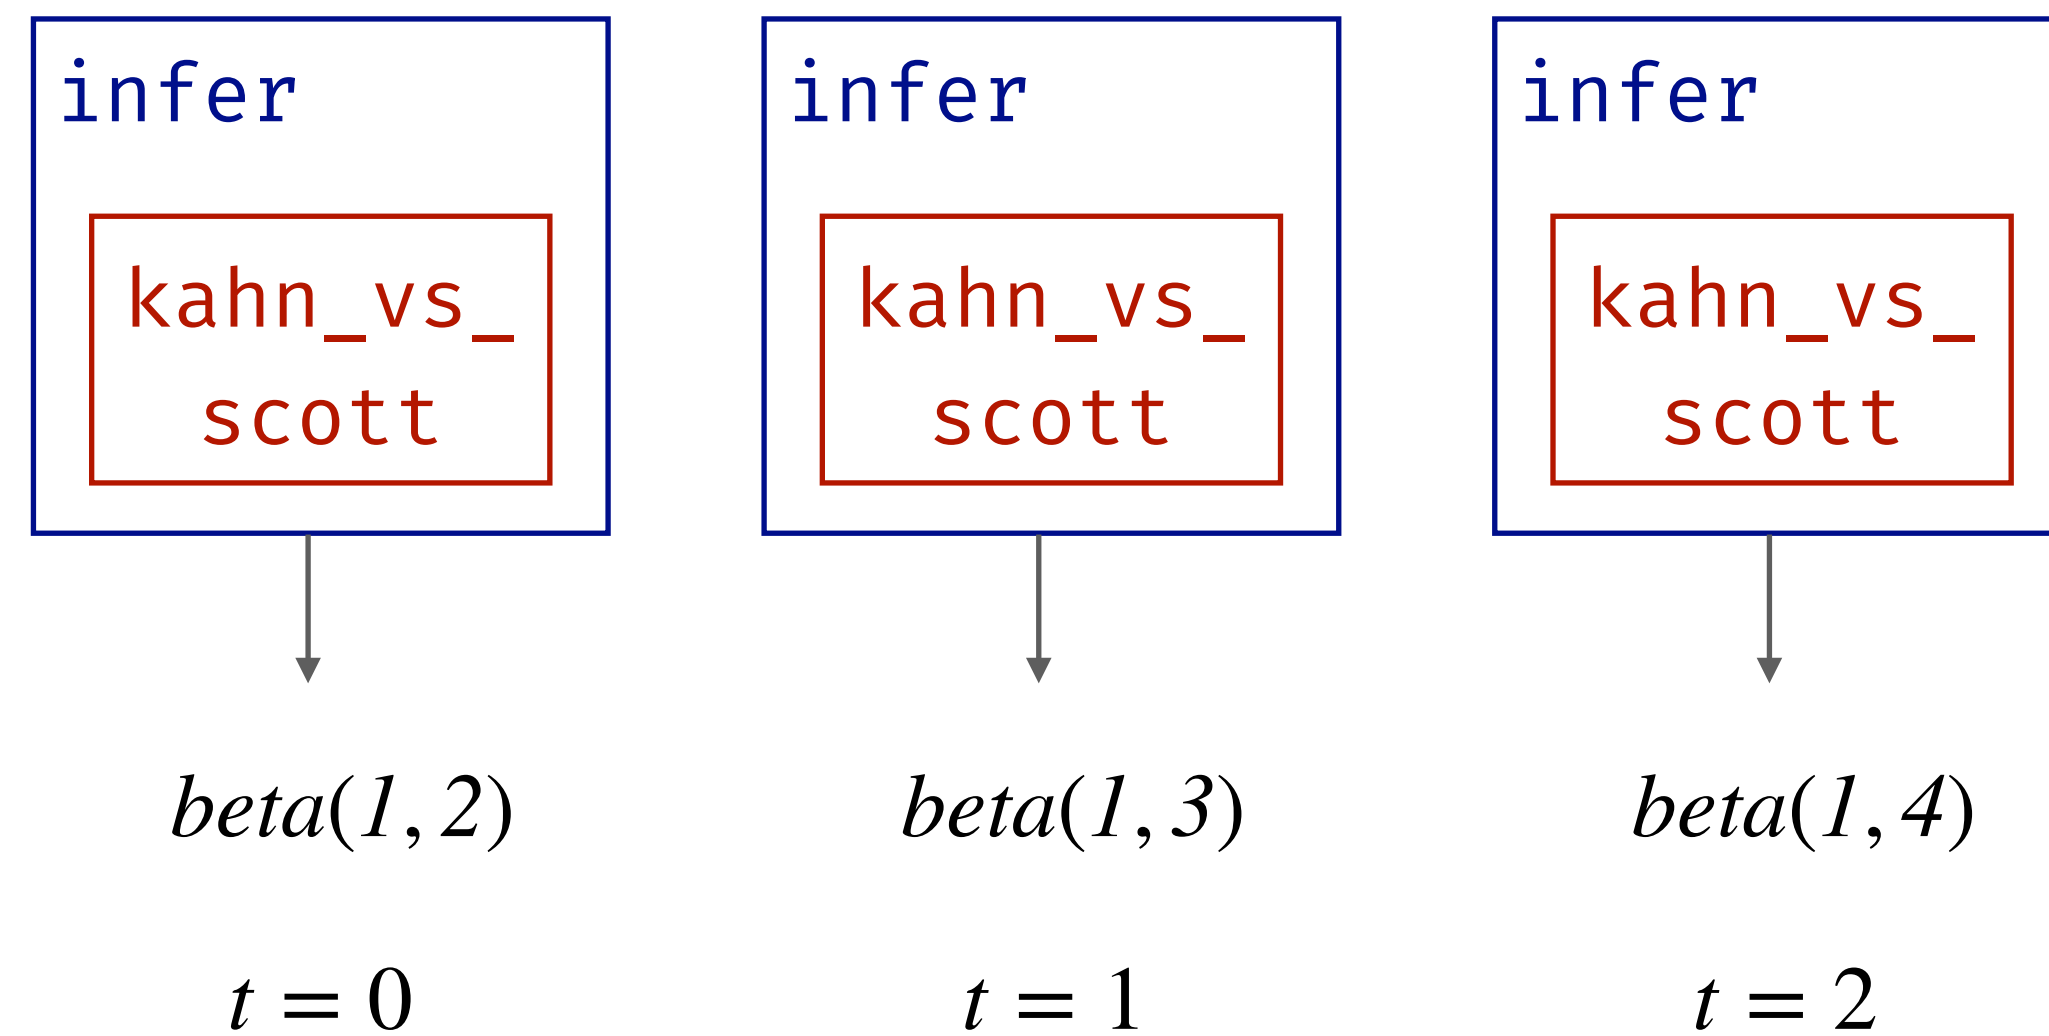 infer infer infer
kahn_vs_ kahn_vs_ kahn_vs_
scott scott scott
beta(1, 2) beta(1, 3) beta(1, 4)
t = 0 t = 1 t = 2